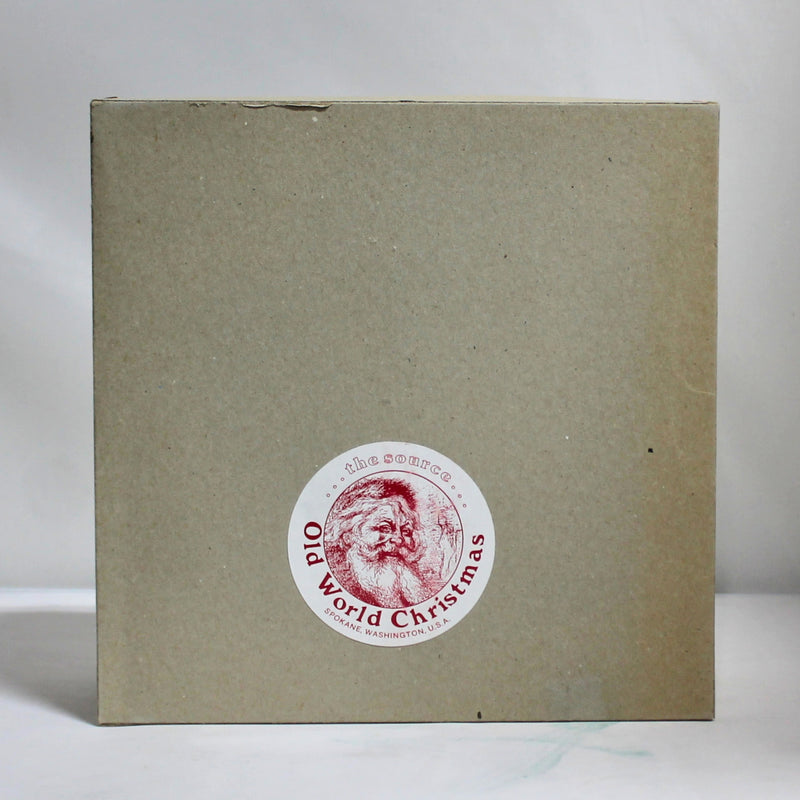 ...the source...
Old World Christmas
SPOKANE, WASHINGTON, U.S.A.